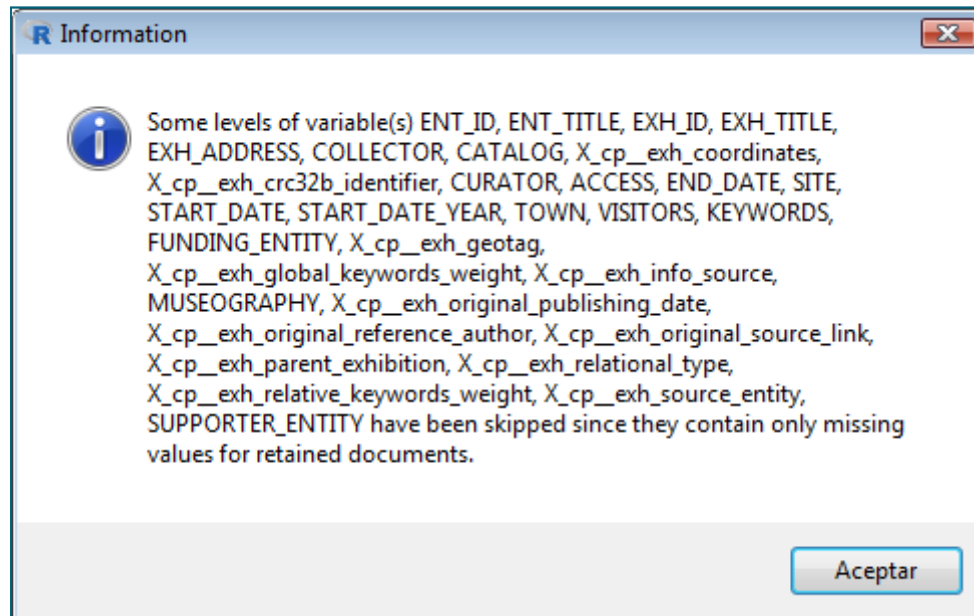 R Information
Some levels of variable(s) ENT_ID, ENT_TITLE, EXH_ID, EXH_TITLE,
EXH_ADDRESS, COLLECTOR, CATALOG, X_cp__exh_coordinates,
X_cp__exh_crc32b_identifier, CURATOR, ACCESS, END_DATE, SITE,
START_DATE, START_DATE_YEAR, TOWN, VISITORS, KEYWORDS,
FUNDING_ENTITY, X_cp__exh_geotag,
X_cp__exh_global_keywords_weight, X_cp__exh_info_source,
MUSEOGRAPHY, X_cp__exh_original_publishing_date,
X_cp__exh_original_reference_author, X_cp__exh_original_source_link,
X_cp__exh_parent_exhibition, X_cp__exh_relational_type,
X_cp__exh_relative_keywords_weight, X_cp__exh_source_entity,
SUPPORTER_ENTITY have been skipped since they contain only missing
values for retained documents.
Aceptar